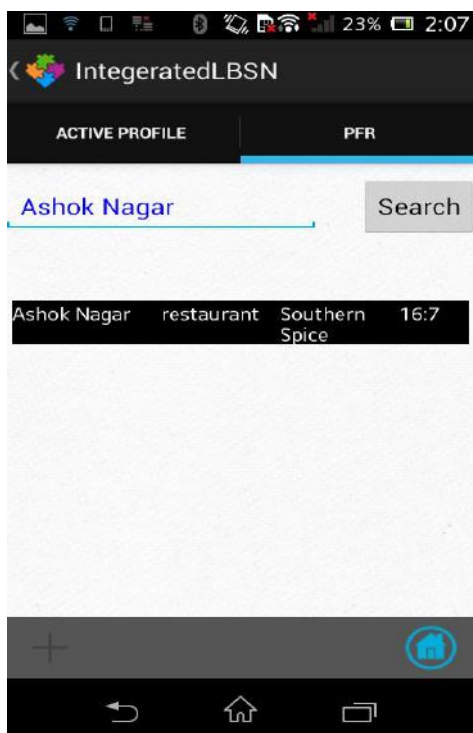 23% 2:07
IntegeratedLBSN
ACTIVE PROFILE PFR
Ashok Nagar Search
Ashok Nagar restaurant Southern 16:7
Spice